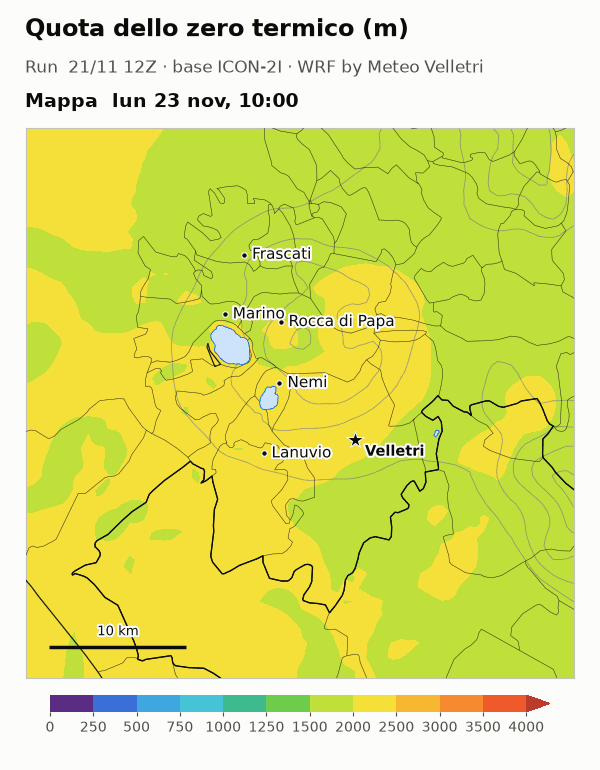 Quota dello zero termico (m)
Run  21/11 12Z · base ICON-2I · WRF by Meteo Velletri
Mappa  lun 23 nov, 10:00
Frascati
Marino
Rocca di Papa
Nemi
Velletri
Lanuvio
10 km
0 250 500 750 1000 1250 1500 2000 2500 3000 3500 4000